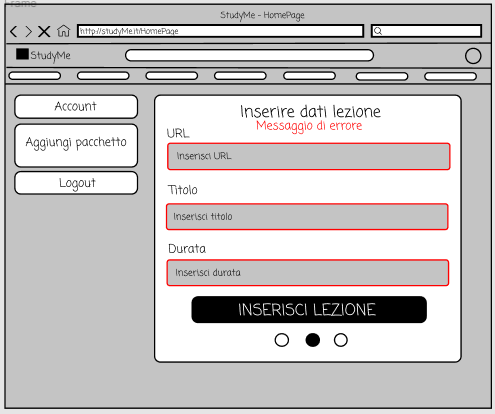 Frame
StudyMe - HomePage
http://studyMe.it/HomePage
StudyMe
Account
Aggiungi pacchetto
Logout
Inserire dati lezione
Messaggio di errore
URL
Inserisci URL
Titolo
Inserisci titolo
Durata
Inserisci durata
INSERISCI LEZIONE